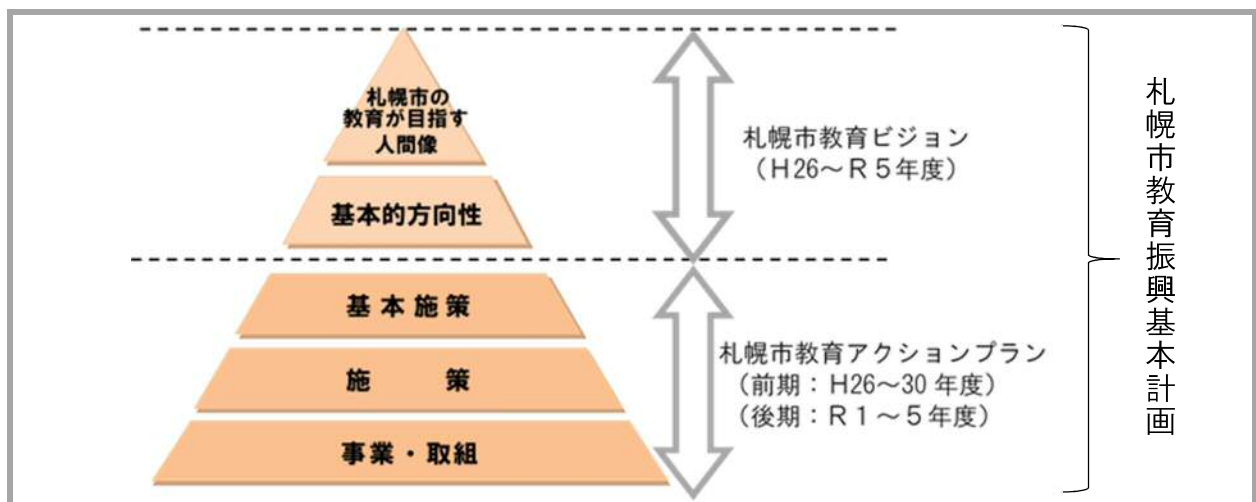 札幌市の
教育が目指す
人間像
基本的方向性
基本施策
施　　策
事業・取組
札幌市教育ビジョン
（H26～R５年度）
札幌市教育アクションプラン
（前期：H26～30 年度）
（後期：R１～５年度）
札幌市教育振興基本計画